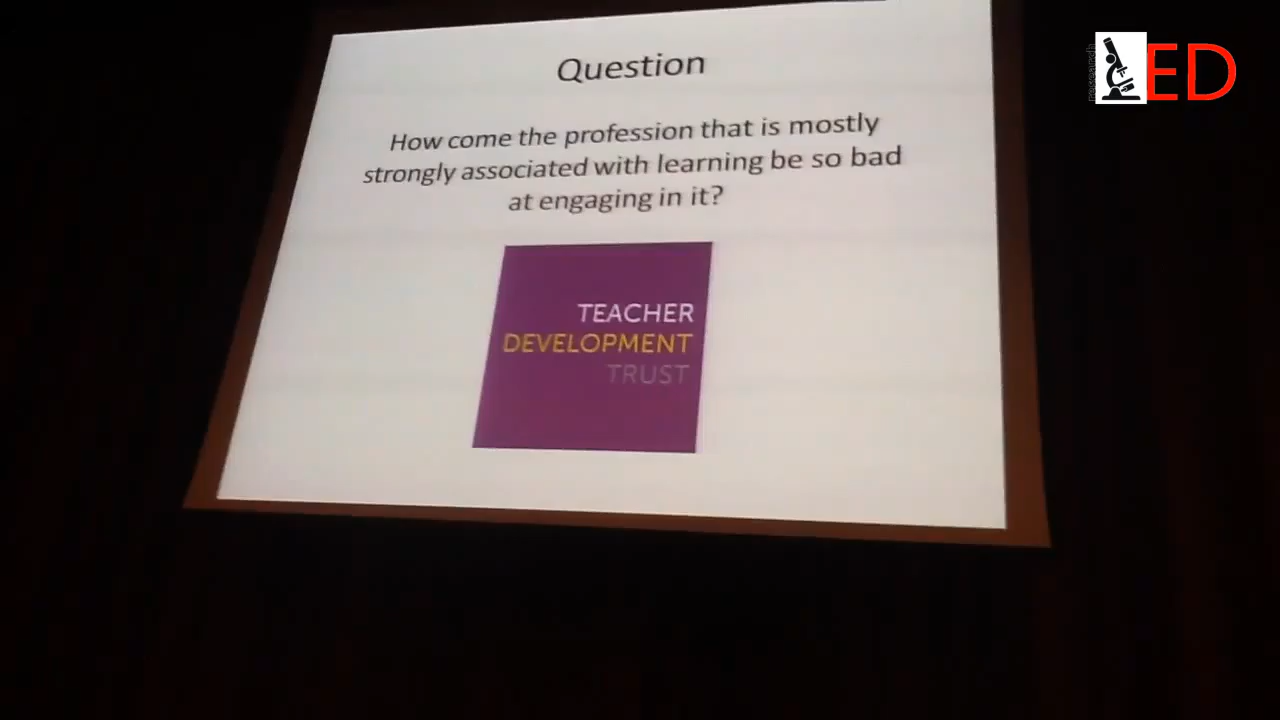 Question
How come the profession that is mostly
strongly associated with learning be so bad
at engaging in it?
TEACHER
DEVELOPMENT
TRUST
research
ED